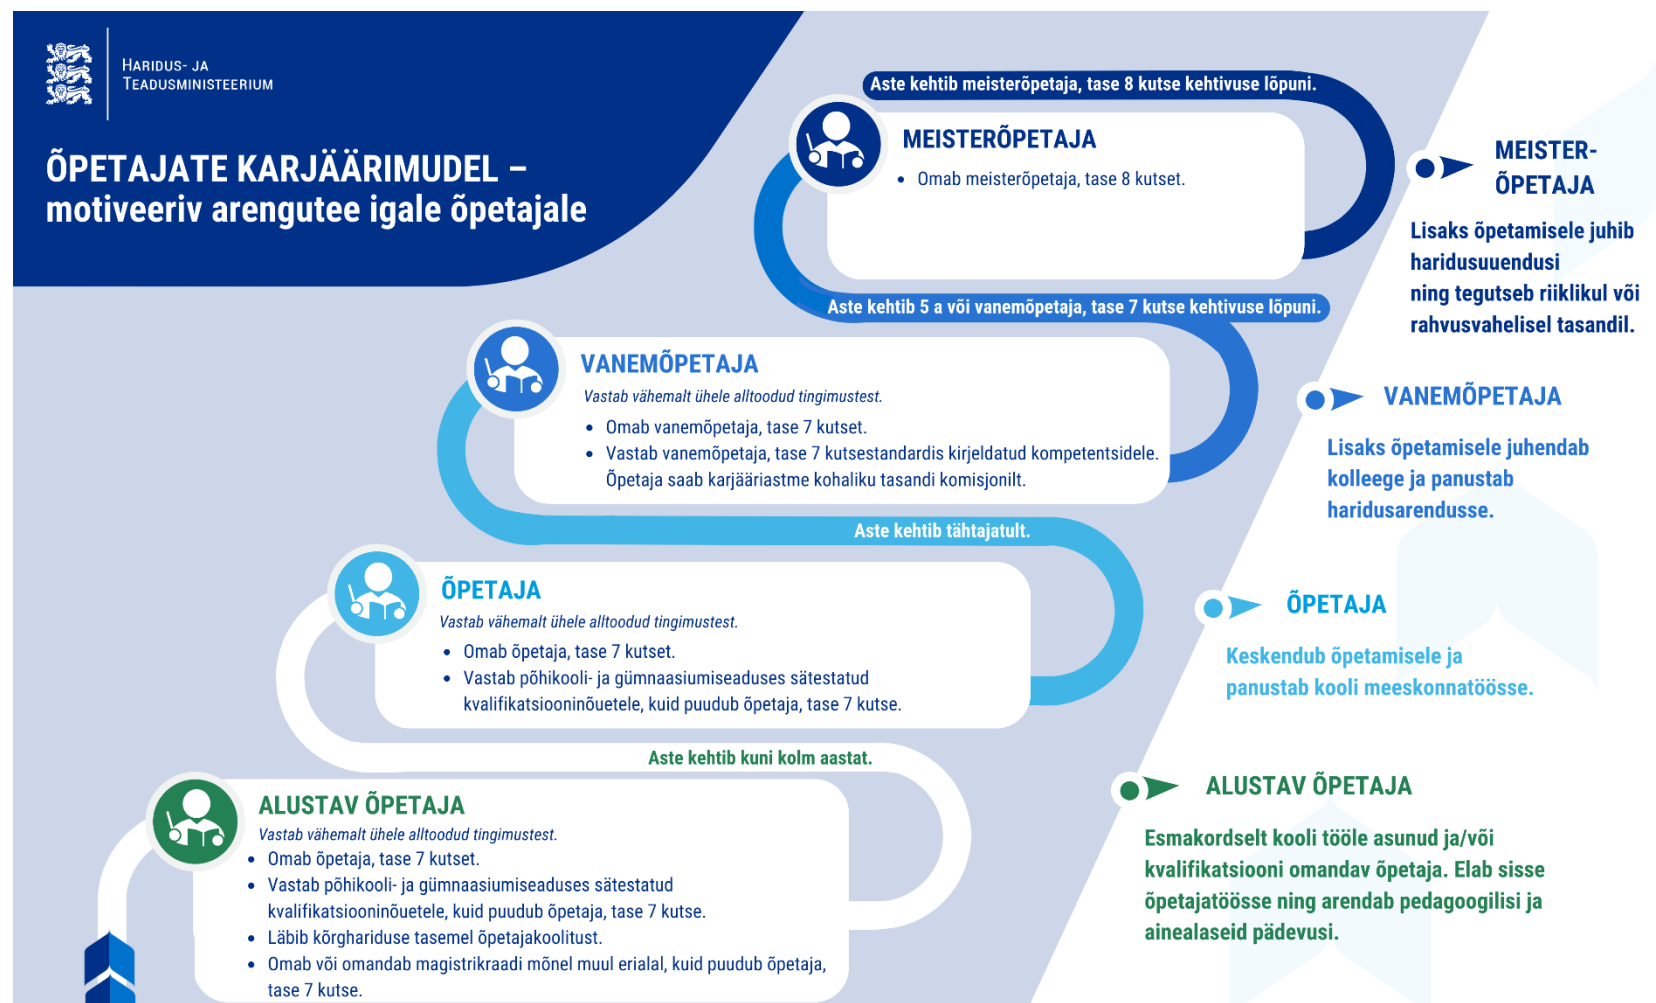 HARIDUS- JA
TEADUSMINISTEERIUM
ÕPETAJATE KARJÄÄRIMUDEL –
motiveeriv arengutee igale õpetajale
Aste kehtib meisterõpetaja, tase 8 kutse kehtivuse lõpuni.
MEISTERÕPETAJA
• Omab meisterõpetaja, tase 8 kutset.
MEISTER-
ÕPETAJA
Lisaks õpetamisele juhib
haridusuuendusi
ning tegutseb riiklikul või
rahvusvahelisel tasandil.
Aste kehtib 5 a või vanemõpetaja, tase 7 kutse kehtivuse lõpuni.
VANEMÕPETAJA
Vastab vähemalt ühele alltoodud tingimustest.
• Omab vanemõpetaja, tase 7 kutset.
• Vastab vanemõpetaja, tase 7 kutsestandardis kirjeldatud kompetentsidele.
Õpetaja saab karjääriastme kohaliku tasandi komisjonilt.
VANEMÕPETAJA
Lisaks õpetamisele juhendab
kolleege ja panustab
haridusarendusse.
Aste kehtib tähtajatult.
ÕPETAJA
Vastab vähemalt ühele alltoodud tingimustest.
• Omab õpetaja, tase 7 kutset.
• Vastab põhikooli- ja gümnaasiumiseaduses sätestatud
kvalifikatsiooninõuetele, kuid puudub õpetaja, tase 7 kutse.
ÕPETAJA
Keskendub õpetamisele ja
panustab kooli meeskonnatöösse.
Aste kehtib kuni kolm aastat.
ALUSTAV ÕPETAJA
Vastab vähemalt ühele alltoodud tingimustest.
• Omab õpetaja, tase 7 kutset.
• Vastab põhikooli- ja gümnaasiumiseaduses sätestatud
kvalifikatsiooninõuetele, kuid puudub õpetaja, tase 7 kutse.
• Läbib kõrghariduse tasemel õpetajakoolitust.
• Omab või omandab magistrikraadi mõnel muul erialal, kuid puudub õpetaja,
tase 7 kutse.
ALUSTAV ÕPETAJA
Esmakordselt kooli tööle asunud ja/või
kvalifikatsiooni omandav õpetaja. Elab sisse
õpetajatöösse ning arendab pedagoogilisi ja
ainealaseid pädevusi.